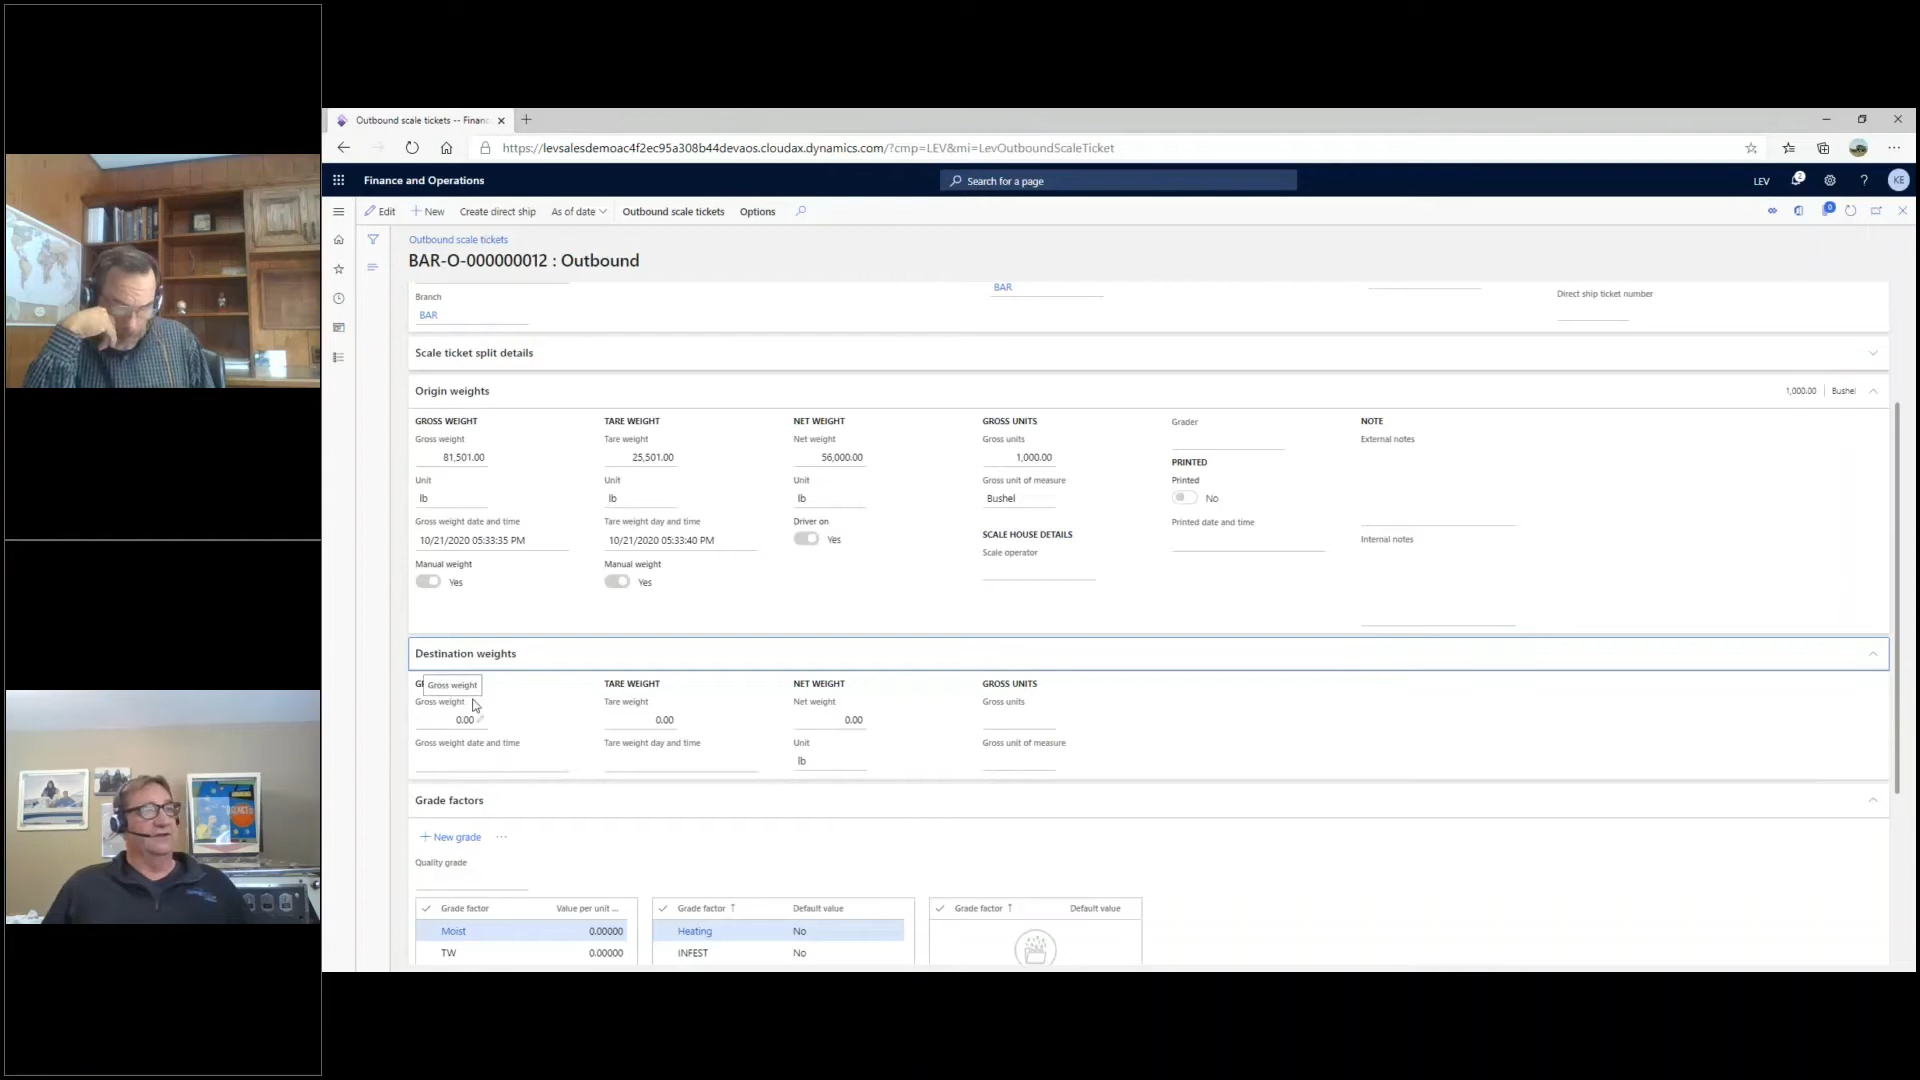 Outbound scale tickets -- Financ
https://levsalesdemoac4f2ec95a308b44devaos.cloudax.dynamics.com/?cmp=LEV&mi=LevOutboundScaleTicket
Finance and Operations
Search for a page
LEV
2
?
KE
Edit
New
Create direct ship
As of date
Outbound scale tickets
Options
0
Outbound scale tickets
BAR-O-000000012 : Outbound
Branch
BAR
BAR
Direct ship ticket number
Scale ticket split details
Origin weights
1,000.00
Bushel
GROSS WEIGHT
TARE WEIGHT
NET WEIGHT
GROSS UNITS
Grader
NOTE
Gross weight
Tare weight
Net weight
Gross units
External notes
81,501.00
25,501.00
56,000.00
1,000.00
PRINTED
Unit
Unit
Unit
Gross unit of measure
Printed
lb
lb
lb
Bushel
No
Gross weight date and time
Tare weight day and time
Driver on
Printed date and time
10/21/2020 05:33:35 PM
10/21/2020 05:33:40 PM
Yes
SCALE HOUSE DETAILS
Internal notes
Scale operator
Manual weight
Manual weight
Yes
Yes
Destination weights
Gross weight
TARE WEIGHT
NET WEIGHT
GROSS UNITS
Gross weight
Tare weight
Net weight
Gross units
0.00
0.00
0.00
Gross weight date and time
Tare weight day and time
Unit
Gross unit of measure
lb
Grade factors
New grade
Quality grade
Grade factor
Value per unit ...
Grade factor
Default value
Grade factor
Default value
Moist
0.00000
Heating
No
TW
0.00000
INFEST
No